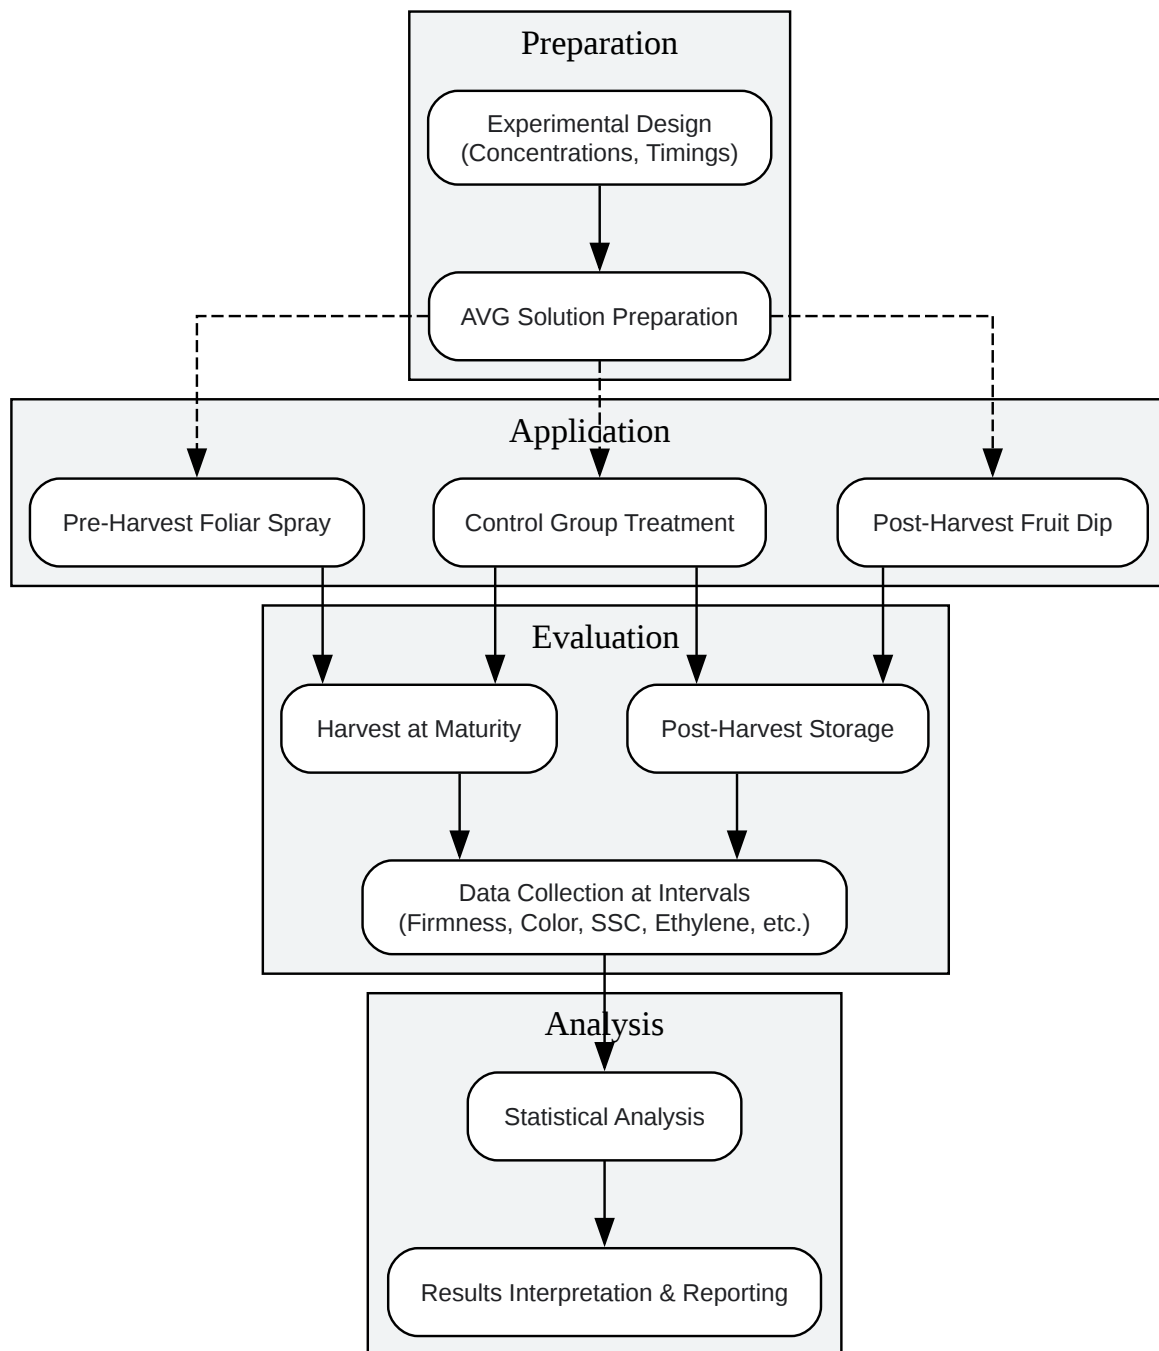 Preparation
Experimental Design
(Concentrations, Timings)
AVG Solution Preparation
Application
Pre-Harvest Foliar Spray
Control Group Treatment
Post-Harvest Fruit Dip
Evaluation
Harvest at Maturity
Post-Harvest Storage
Data Collection at Intervals
(Firmness, Color, SSC, Ethylene, etc.)
Analysis
Statistical Analysis
Results Interpretation & Reporting